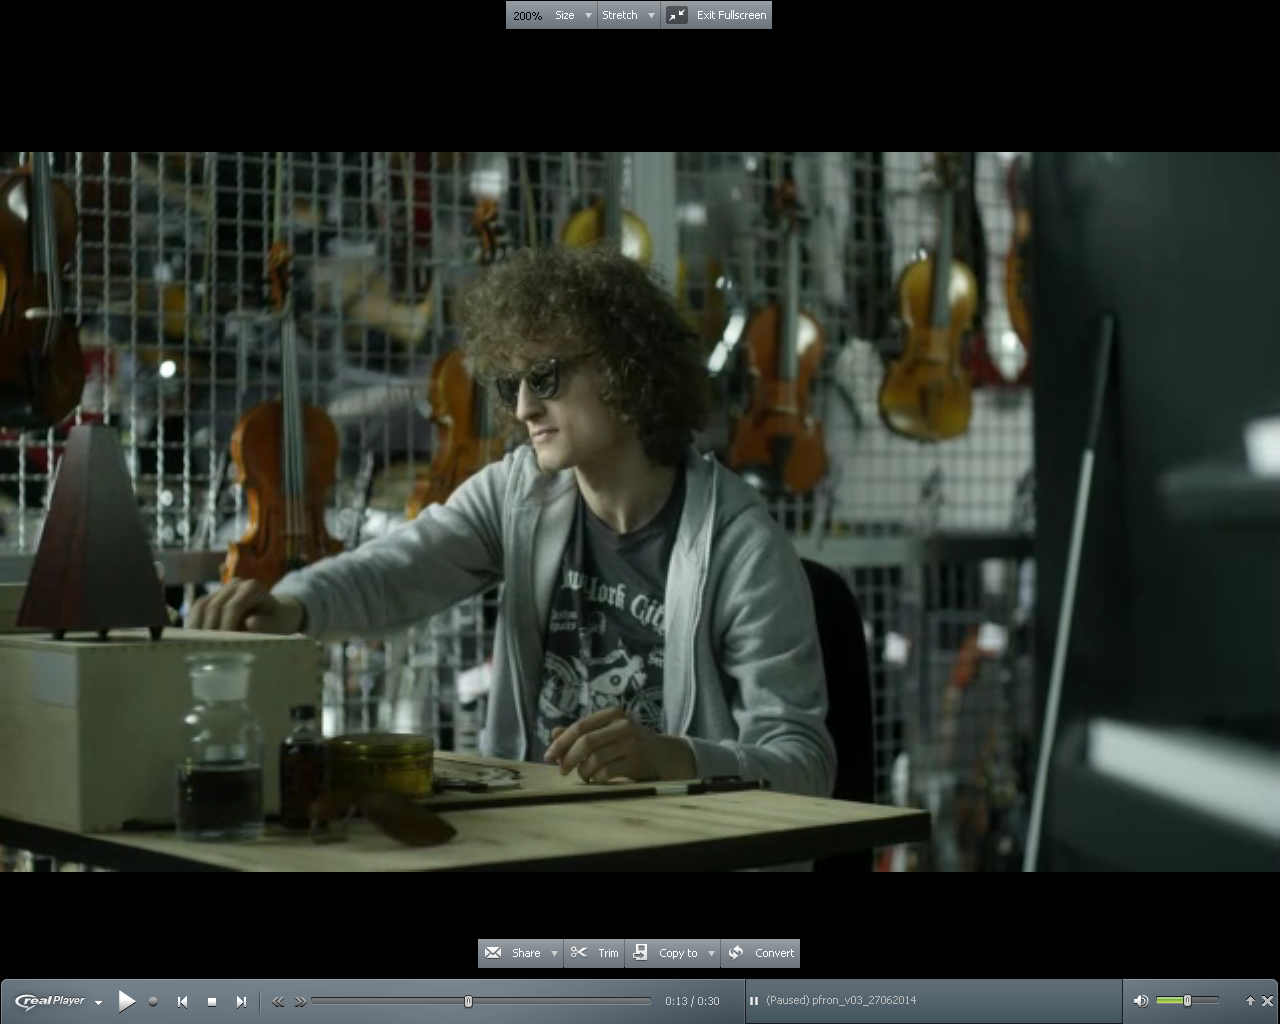 200% Size Stretch Exit Fullscreen
New York City
Share Trim Copy to Convert
realPlayer 0:13 / 0:30 (Paused) pfron_v03_27062014